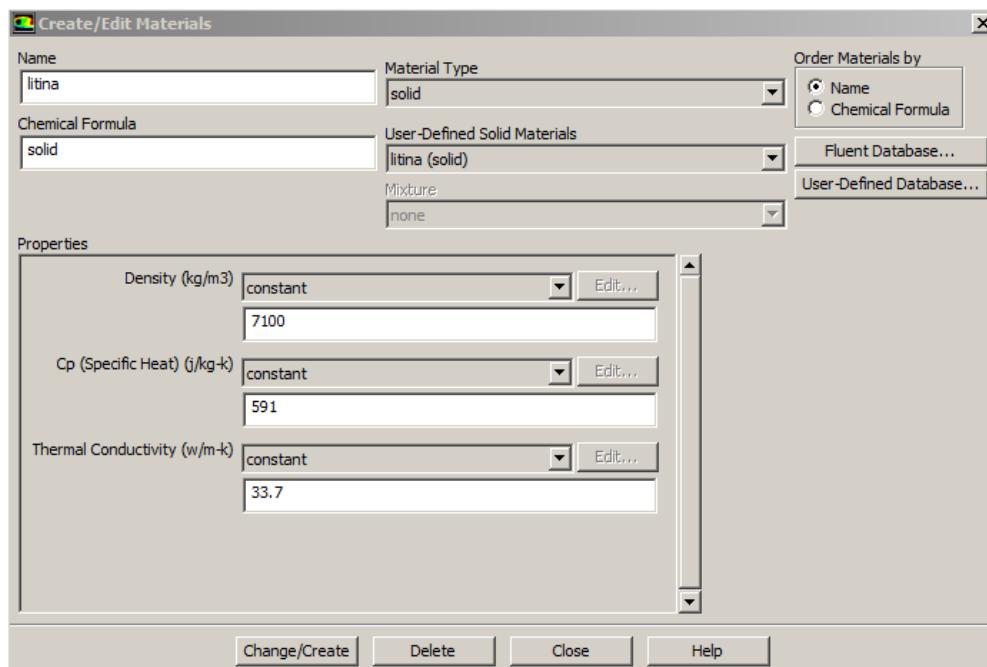 Create/Edit Materials
Name
litina
Chemical Formula
solid
Material Type
solid
User-Defined Solid Materials
litina (solid)
Mixture
none
Order Materials by
Name
Chemical Formula
Fluent Database...
User-Defined Database...
Properties
Density (kg/m3)
constant
Edit...
7100
Cp (Specific Heat) (j/kg-k)
constant
Edit...
591
Thermal Conductivity (w/m-k)
constant
Edit...
33.7
Change/Create
Delete
Close
Help